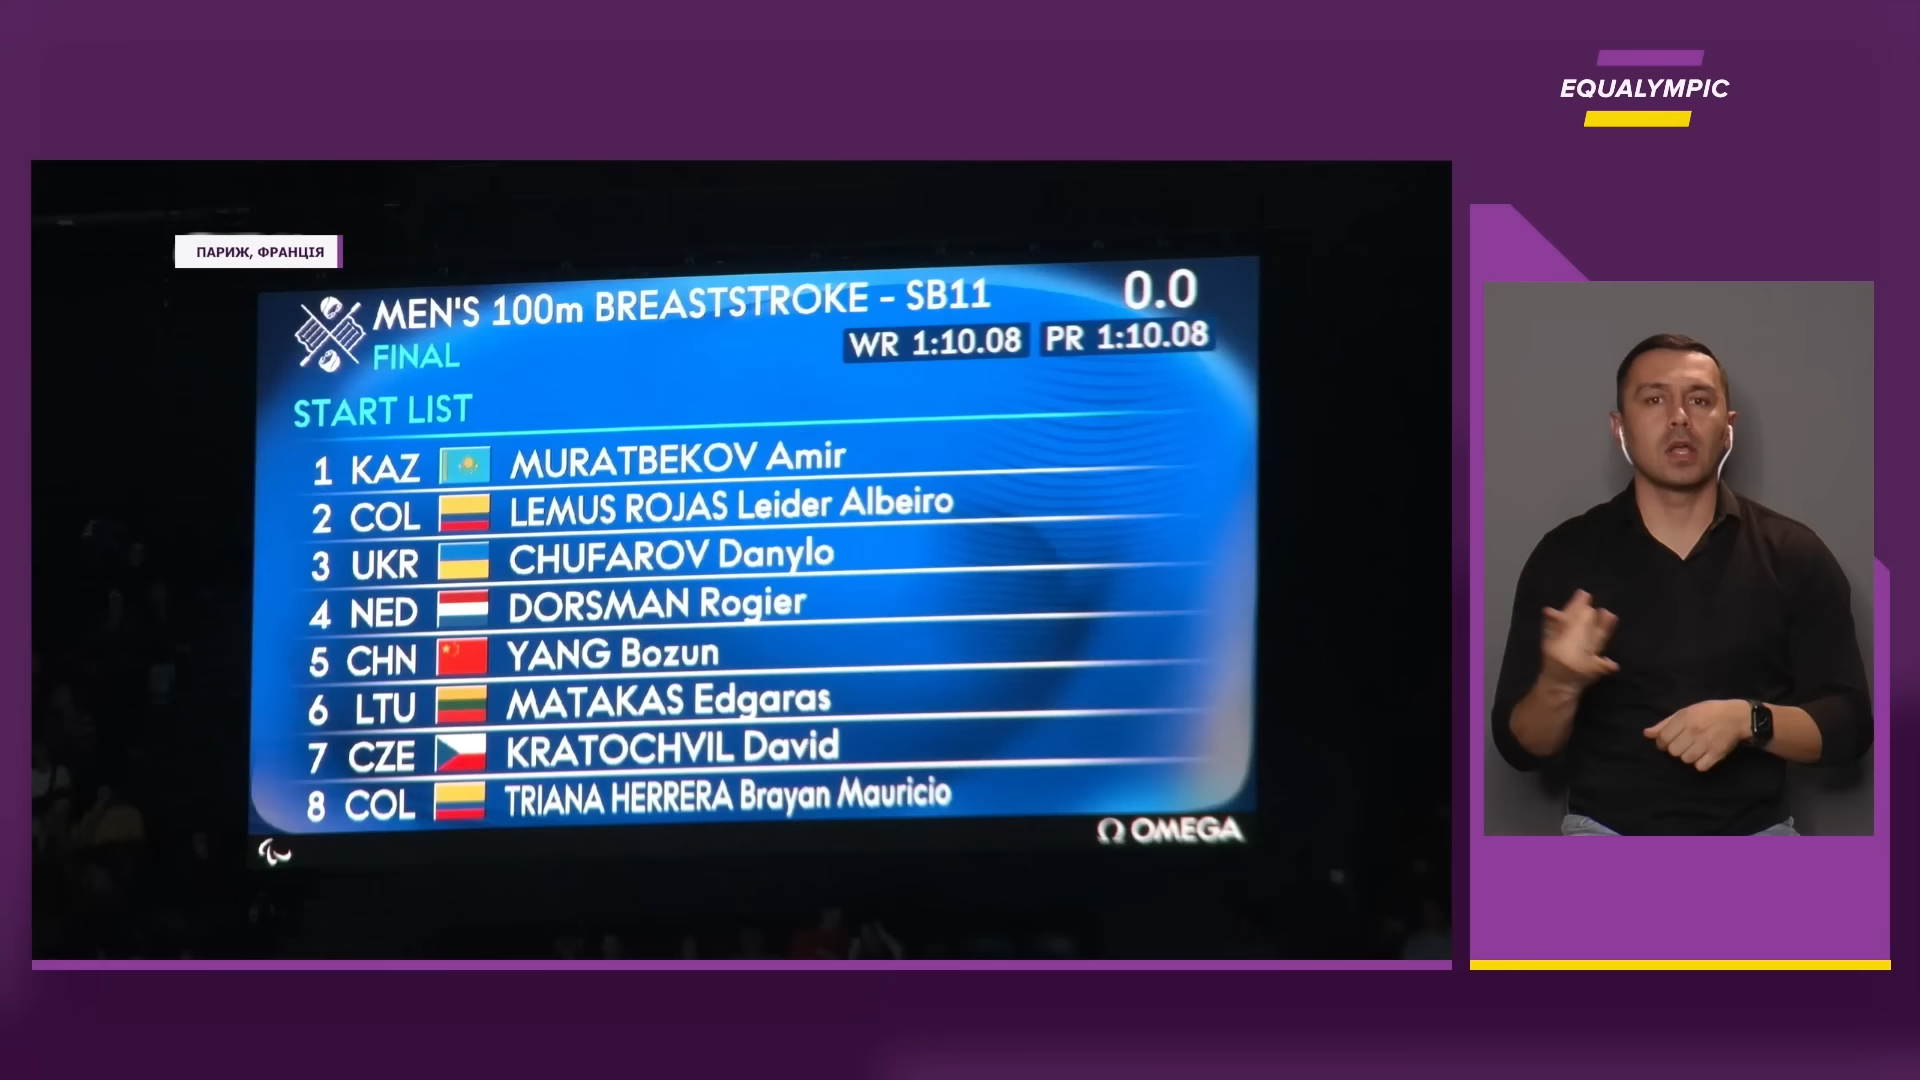 EQUALYMPIC
ПАРИЖ, ФРАНЦІЯ
MEN'S 100m BREASTSTROKE - SB11 0.0
FINAL WR 1:10.08 PR 1:10.08
START LIST
1 KAZ MURATBEKOV Amir
2 COL LEMUS ROJAS Leider Albeiro
3 UKR CHUFAROV Danylo
4 NED DORSMAN Rogier
5 CHN YANG Bozun
6 LTU MATAKAS Edgaras
7 CZE KRATOCHVIL David
8 COL TRIANA HERRERA Brayan Mauricio
Ω OMEGA